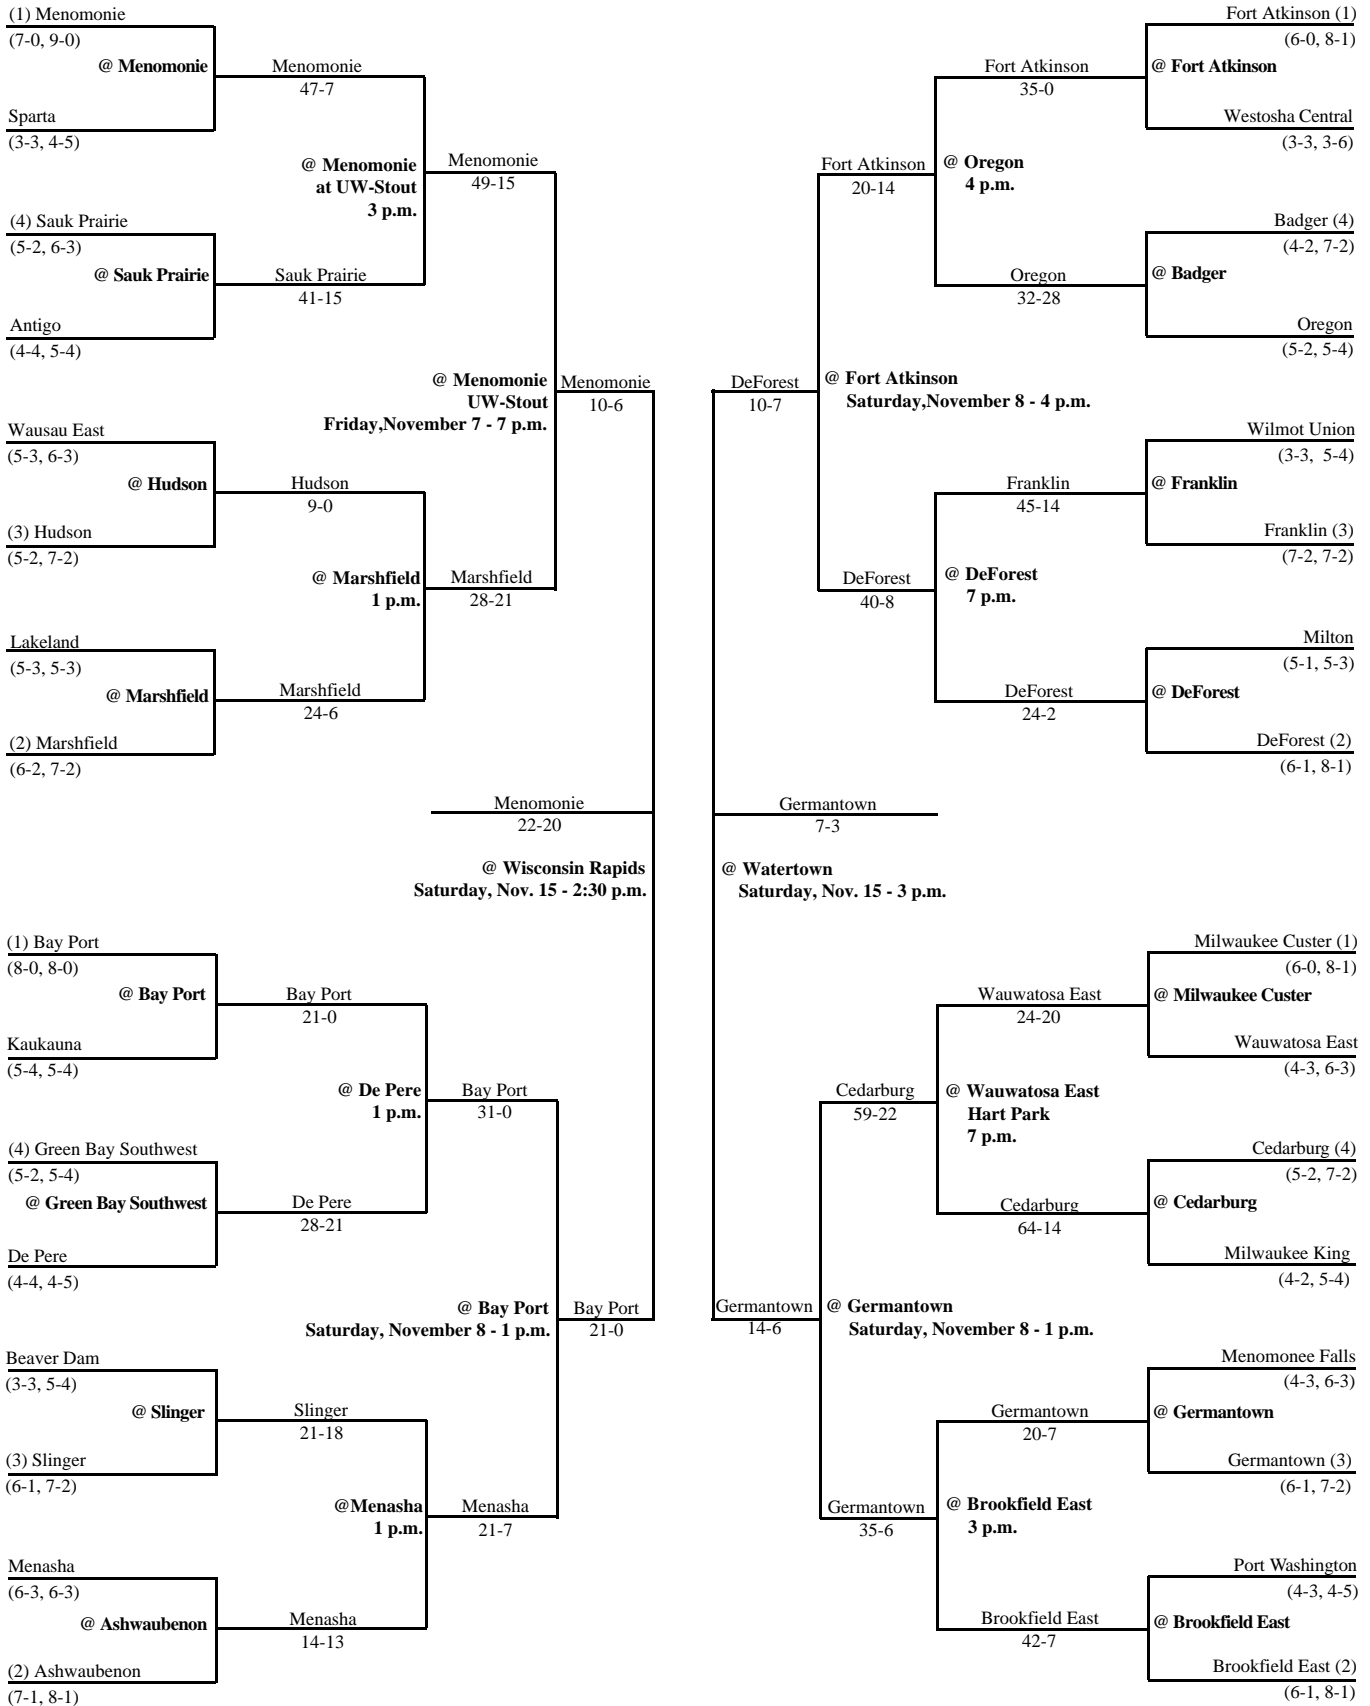 (1) Menomonie
(7-0, 9-0)
@ Menomonie
Sparta
(3-3, 4-5)
Menomonie
47-7
@ Menomonie
at UW-Stout
3 p.m.
(4) Sauk Prairie
(5-2, 6-3)
@ Sauk Prairie
Antigo
(4-4, 5-4)
Sauk Prairie
41-15
Menomonie
49-15
@ Menomonie
UW-Stout
Friday,November 7 - 7 p.m.
Wausau East
(5-3, 6-3)
@ Hudson
(3) Hudson
(5-2, 7-2)
Hudson
9-0
@ Marshfield
1 p.m.
Lakeland
(5-3, 5-3)
@ Marshfield
(2) Marshfield
(6-2, 7-2)
Marshfield
24-6
Marshfield
28-21
Menomonie
10-6
Menomonie
22-20
@ Wisconsin Rapids
Saturday, Nov. 15 - 2:30 p.m.
(1) Bay Port
(8-0, 8-0)
@ Bay Port
Kaukauna
(5-4, 5-4)
Bay Port
21-0
@ De Pere
1 p.m.
(4) Green Bay Southwest
(5-2, 5-4)
@ Green Bay Southwest
De Pere
(4-4, 4-5)
De Pere
28-21
Bay Port
31-0
@ Bay Port
Saturday, November 8 - 1 p.m.
Bay Port
21-0
Beaver Dam
(3-3, 5-4)
@ Slinger
(3) Slinger
(6-1, 7-2)
Slinger
21-18
@Menasha
1 p.m.
Menasha
21-7
Menasha
(6-3, 6-3)
@ Ashwaubenon
(2) Ashwaubenon
(7-1, 8-1)
Menasha
14-13
Fort Atkinson (1)
(6-0, 8-1)
@ Fort Atkinson
Westosha Central
(3-3, 3-6)
Fort Atkinson
35-0
@ Oregon
4 p.m.
Badger (4)
(4-2, 7-2)
@ Badger
Oregon
(5-2, 5-4)
Oregon
32-28
Fort Atkinson
20-14
@ Fort Atkinson
Saturday,November 8 - 4 p.m.
DeForest
10-7
Wilmot Union
(3-3,  5-4)
@ Franklin
Franklin (3)
(7-2, 7-2)
Franklin
45-14
@ DeForest
7 p.m.
DeForest
40-8
Milton
(5-1, 5-3)
@ DeForest
DeForest (2)
(6-1, 8-1)
DeForest
24-2
Germantown
7-3
@ Watertown
Saturday, Nov. 15 - 3 p.m.
Milwaukee Custer (1)
(6-0, 8-1)
@ Milwaukee Custer
Wauwatosa East
(4-3, 6-3)
Wauwatosa East
24-20
@ Wauwatosa East
Hart Park
7 p.m.
Cedarburg
59-22
Cedarburg (4)
(5-2, 7-2)
@ Cedarburg
Milwaukee King
(4-2, 5-4)
Cedarburg
64-14
Germantown
14-6
@ Germantown
Saturday, November 8 - 1 p.m.
Menomonee Falls
(4-3, 6-3)
@ Germantown
Germantown (3)
(6-1, 7-2)
Germantown
20-7
@ Brookfield East
3 p.m.
Germantown
35-6
Port Washington
(4-3, 4-5)
@ Brookfield East
Brookfield East (2)
(6-1, 8-1)
Brookfield East
42-7